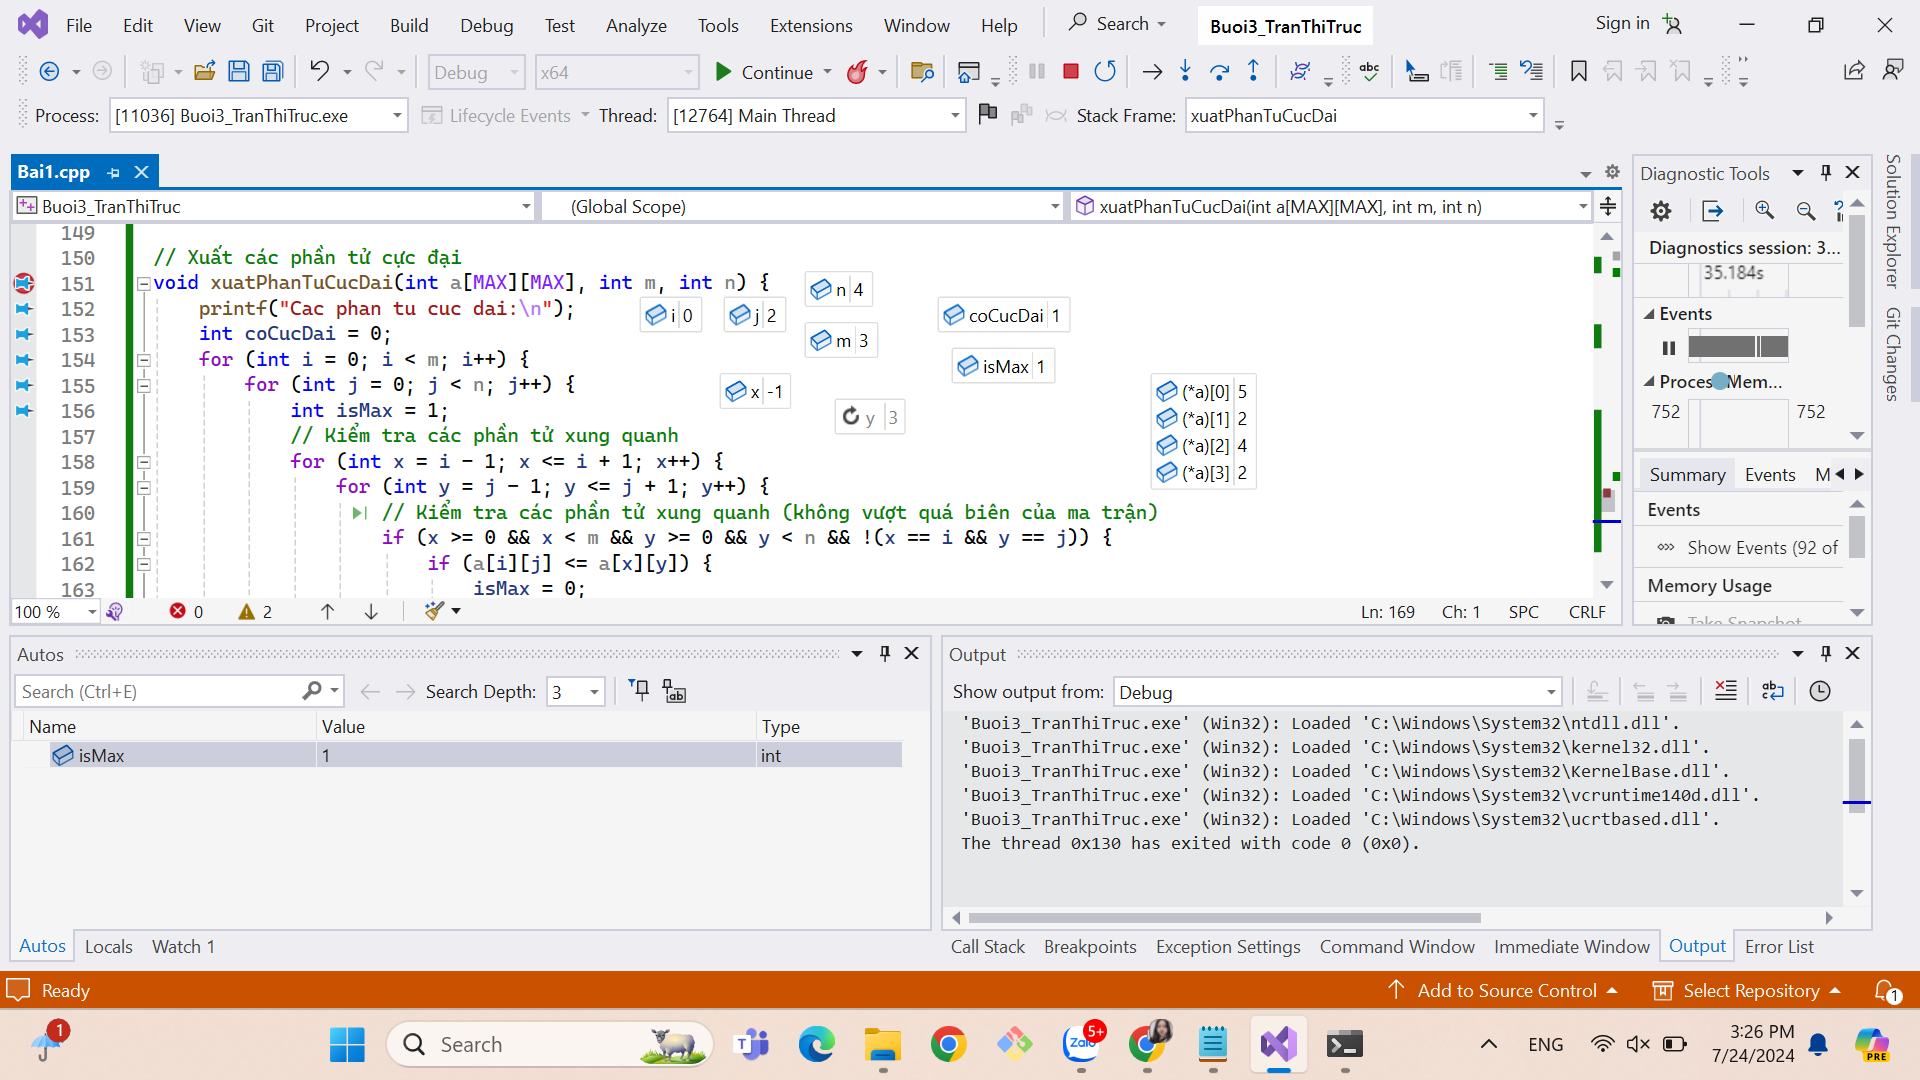 File Edit View Git Project Build Debug Test Analyze Tools Extensions Window Help Search Buoi3_TranThiTruc Sign in
Debug x64 Continue
Process: [11036] Buoi3_TranThiTruc.exe Lifecycle Events Thread: [12764] Main Thread Stack Frame: xuatPhanTuCucDai
Bai1.cpp
Buoi3_TranThiTruc (Global Scope) xuatPhanTuCucDai(int a[MAX][MAX], int m, int n)
149
150 // Xuất các phần tử cực đại
151 void xuatPhanTuCucDai(int a[MAX][MAX], int m, int n) {
152 printf("Cac phan tu cuc dai:\n");
153 int coCucDai = 0;
154 for (int i = 0; i < m; i++) {
155 for (int j = 0; j < n; j++) {
156 int isMax = 1;
157 // Kiểm tra các phần tử xung quanh
158 for (int x = i - 1; x <= i + 1; x++) {
159 for (int y = j - 1; y <= j + 1; y++) {
160 // Kiểm tra các phần tử xung quanh (không vượt quá biên của ma trận)
161 if (x >= 0 && x < m && y >= 0 && y < n && !(x == i && y == j)) {
162 if (a[i][j] <= a[x][y]) {
163 isMax = 0;
n 4
i 0
j 2
coCucDai 1
m 3
isMax 1
x -1
y 3
(*a)[0] 5
(*a)[1] 2
(*a)[2] 4
(*a)[3] 2
100 % 0 2 Ln: 169 Ch: 1 SPC CRLF
Diagnostic Tools
Diagnostics session: 3...
35.184s
Events
Process Mem...
752 752
Summary Events M
Events
Show Events (92 of
Memory Usage
Take Snapshot
Solution Explorer
Git Changes
Autos
Search (Ctrl+E) Search Depth: 3
Name Value Type
isMax 1 int
Autos Locals Watch 1
Output
Show output from: Debug
'Buoi3_TranThiTruc.exe' (Win32): Loaded 'C:\Windows\System32\ntdll.dll'.
'Buoi3_TranThiTruc.exe' (Win32): Loaded 'C:\Windows\System32\kernel32.dll'.
'Buoi3_TranThiTruc.exe' (Win32): Loaded 'C:\Windows\System32\KernelBase.dll'.
'Buoi3_TranThiTruc.exe' (Win32): Loaded 'C:\Windows\System32\vcruntime140d.dll'.
'Buoi3_TranThiTruc.exe' (Win32): Loaded 'C:\Windows\System32\ucrtbased.dll'.
The thread 0x130 has exited with code 0 (0x0).
Call Stack Breakpoints Exception Settings Command Window Immediate Window Output Error List
Ready Add to Source Control Select Repository 1
1 Search 5+ Zalo ENG 3:26 PM
7/24/2024 PRE